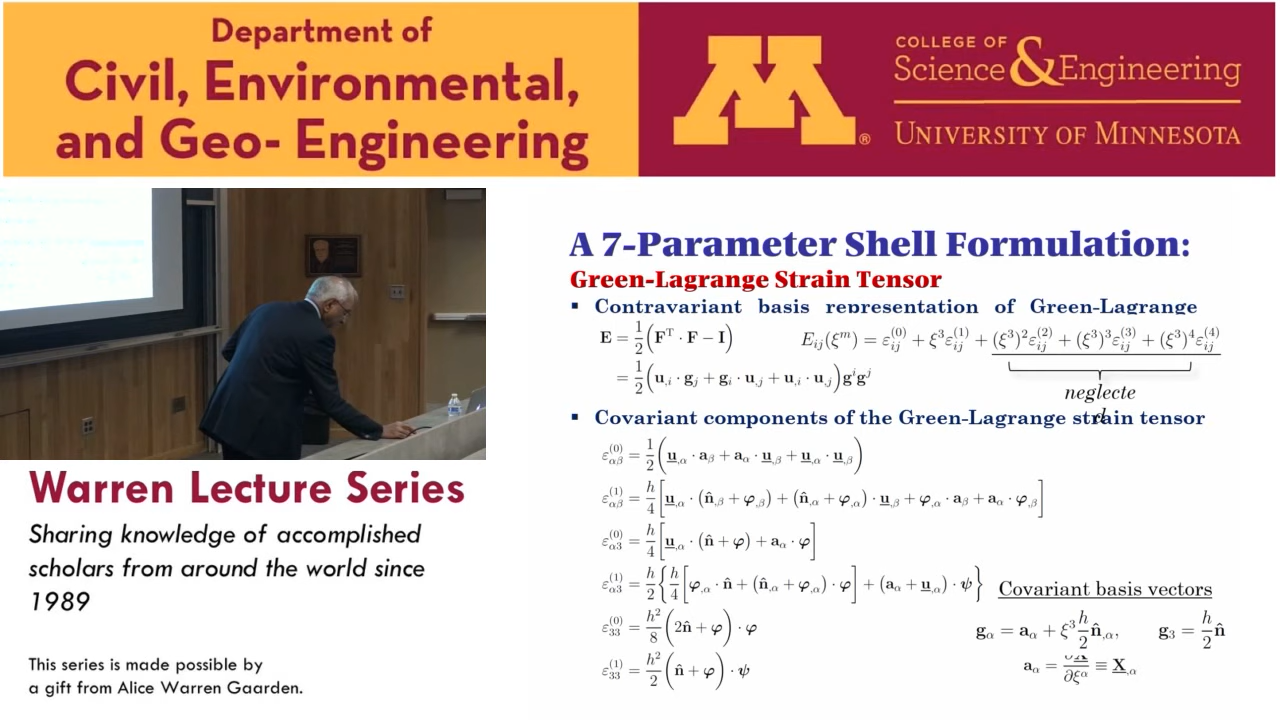 Department of
Civil, Environmental,
and Geo- Engineering
M®
COLLEGE OF
Science & Engineering
UNIVERSITY OF MINNESOTA
A 7-Parameter Shell Formulation:
Green-Lagrange Strain Tensor
▪ Contravariant basis representation of Green-Lagrange
E = 1/2 (F^T · F − I)
E_ij(ξ^m) = ε_ij^(0) + ξ^3 ε_ij^(1) + (ξ^3)^2 ε_ij^(2) + (ξ^3)^3 ε_ij^(3) + (ξ^3)^4 ε_ij^(4)
= 1/2 (u_,i · g_j + g_i · u_,j + u_,i · u_,j) g^i g^j
neglecte
d
▪ Covariant components of the Green-Lagrange strain tensor
ε_αβ^(0) = 1/2 (u_,α · a_β + a_α · u_,β + u_,α · u_,β)
ε_αβ^(1) = h/4 [u_,α · (n̂_,β + φ_,β) + (n̂_,α + φ_,α) · u_,β + φ_,α · a_β + a_α · φ_,β]
ε_α3^(0) = h/4 [u_,α · (n̂ + φ) + a_α · φ]
ε_α3^(1) = h/2 {h/4 [φ_,α · n̂ + (n̂_,α + φ_,α) · φ] + (a_α + u_,α) · ψ}
Covariant basis vectors
ε_33^(0) = h^2/8 (2n̂ + φ) · φ
g_α = a_α + ξ^3 h/2 n̂_,α, g_3 = h/2 n̂
ε_33^(1) = h^2/2 (n̂ + φ) · ψ
a_α = ∂X/∂ξ^α ≡ X_,α
Warren Lecture Series
Sharing knowledge of accomplished
scholars from around the world since
1989
This series is made possible by
a gift from Alice Warren Gaarden.